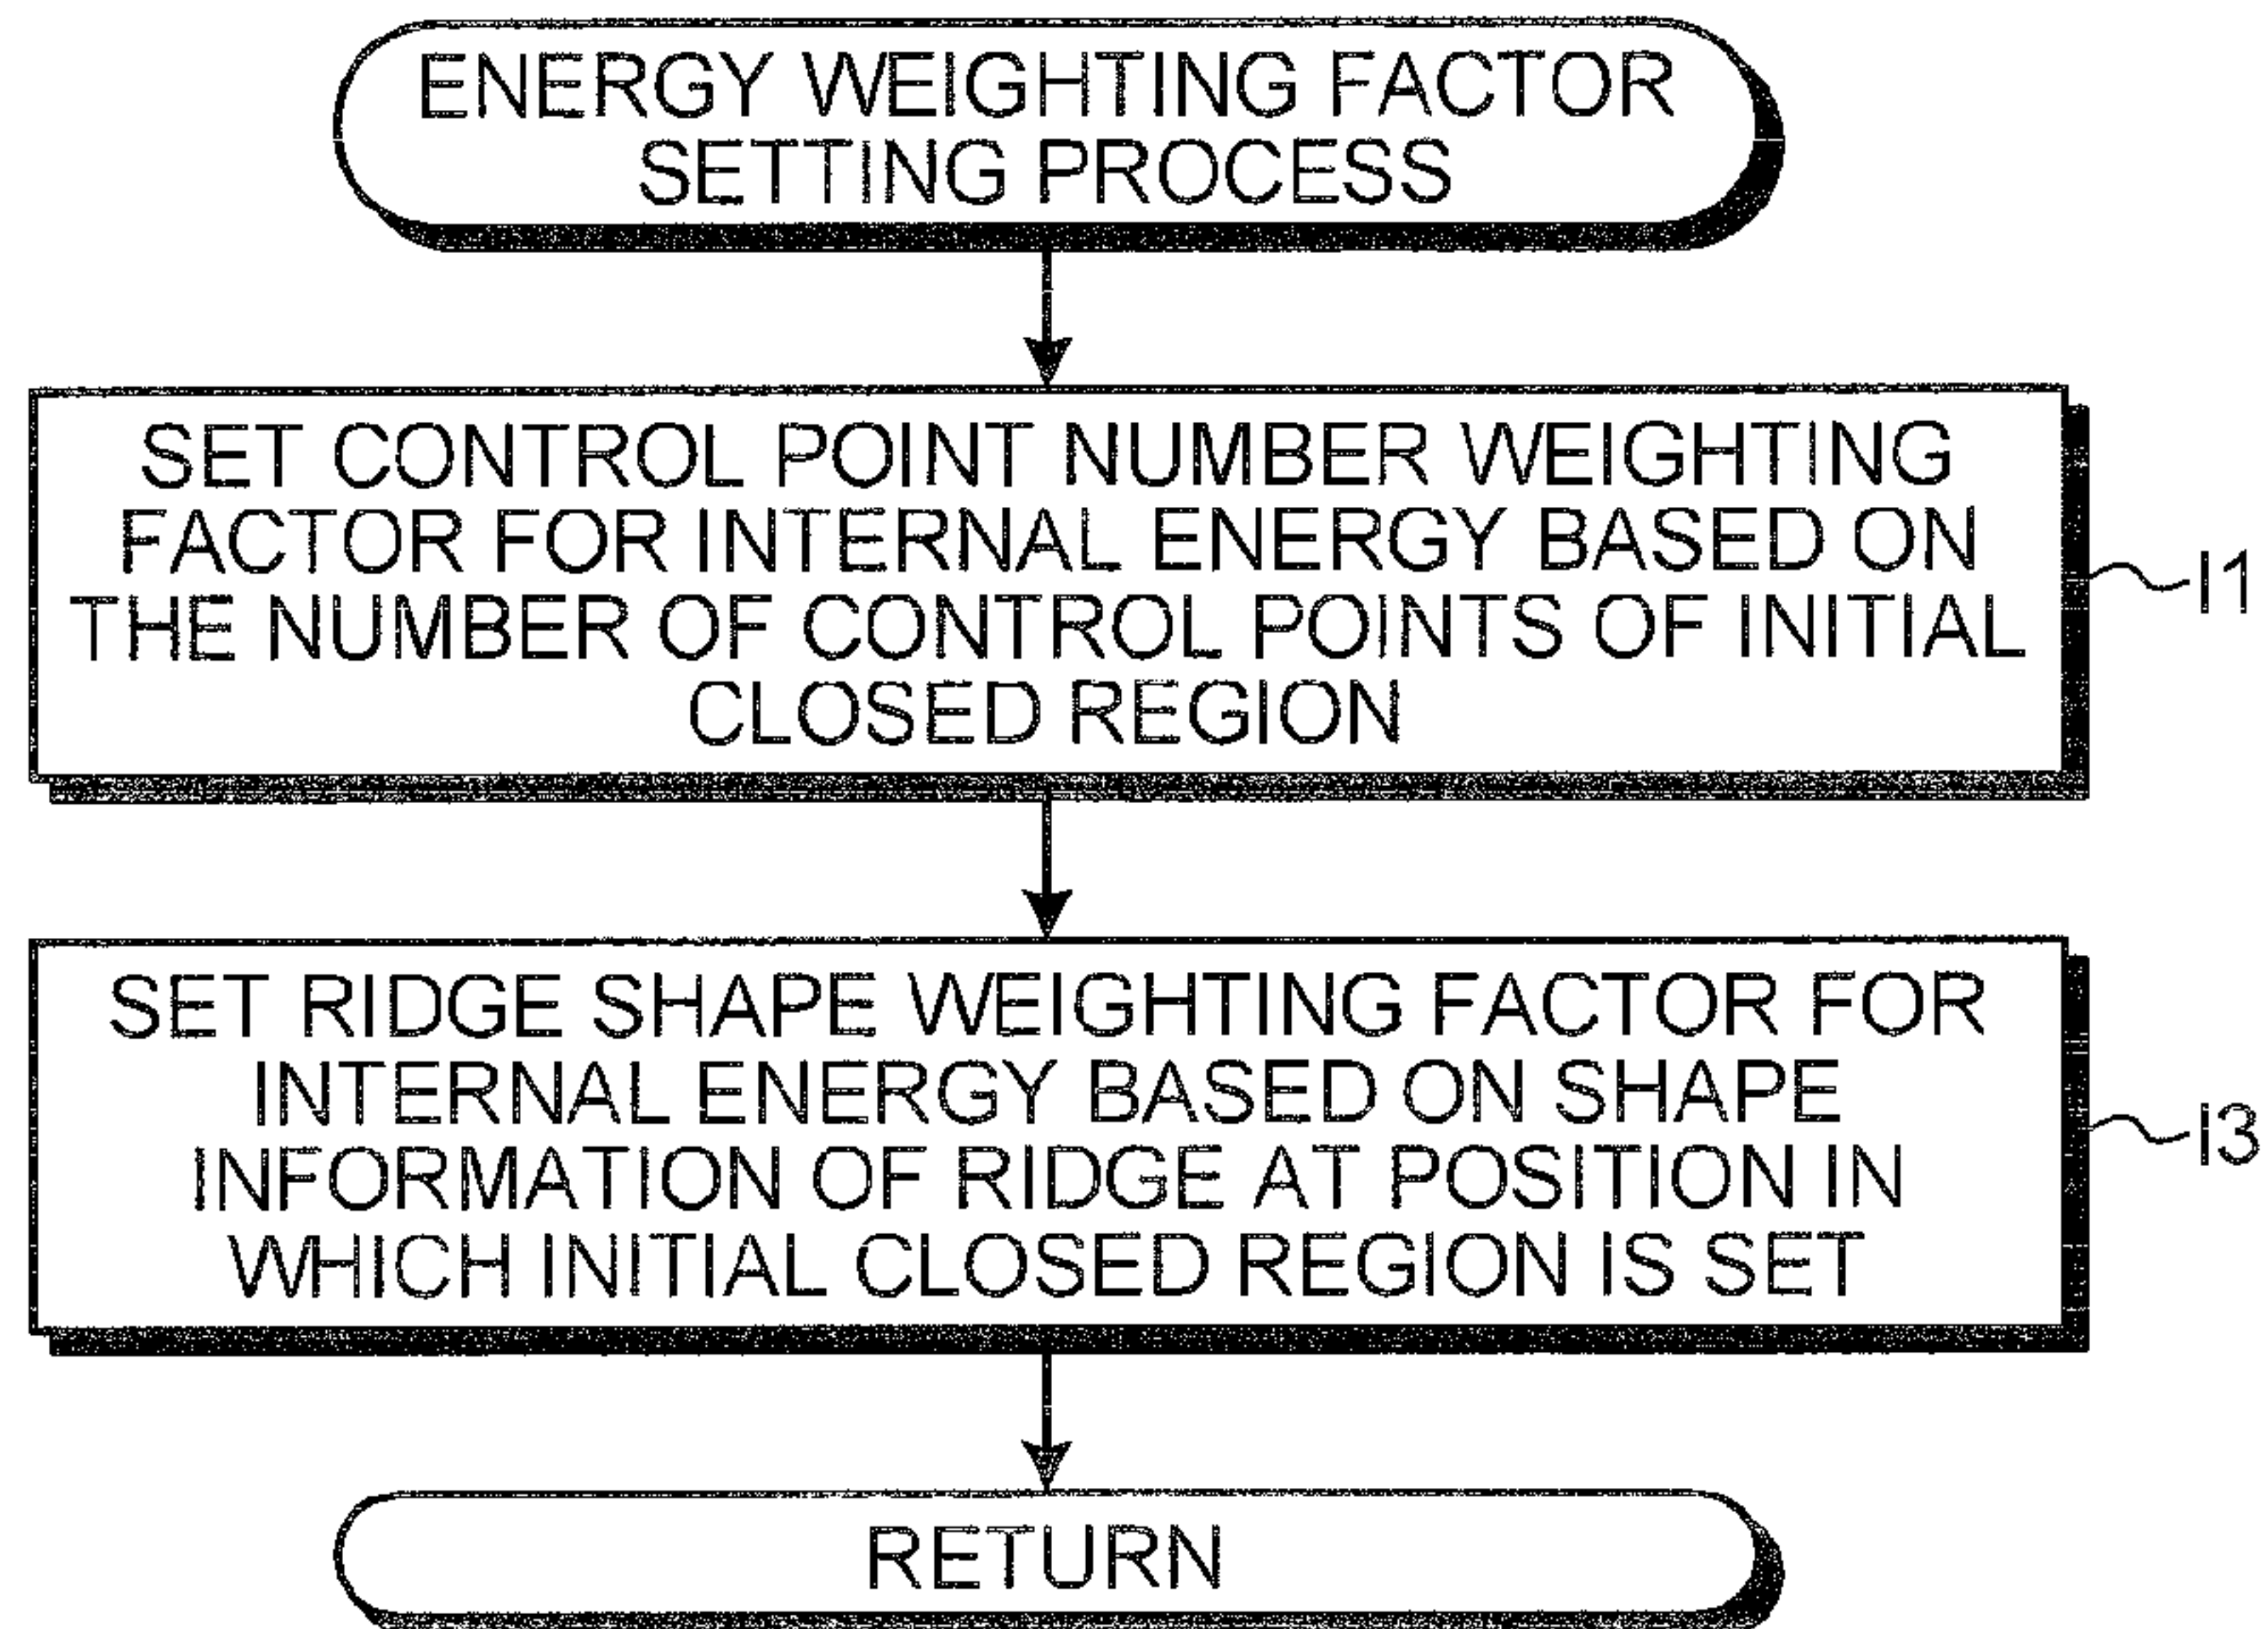 ENERGY WEIGHTING FACTOR
SETTING PROCESS
SET CONTROL POINT NUMBER WEIGHTING
FACTOR FOR INTERNAL ENERGY BASED ON
THE NUMBER OF CONTROL POINTS OF INITIAL
CLOSED REGION
I1
SET RIDGE SHAPE WEIGHTING FACTOR FOR
INTERNAL ENERGY BASED ON SHAPE
INFORMATION OF RIDGE AT POSITION IN
WHICH INITIAL CLOSED REGION IS SET
I3
RETURN